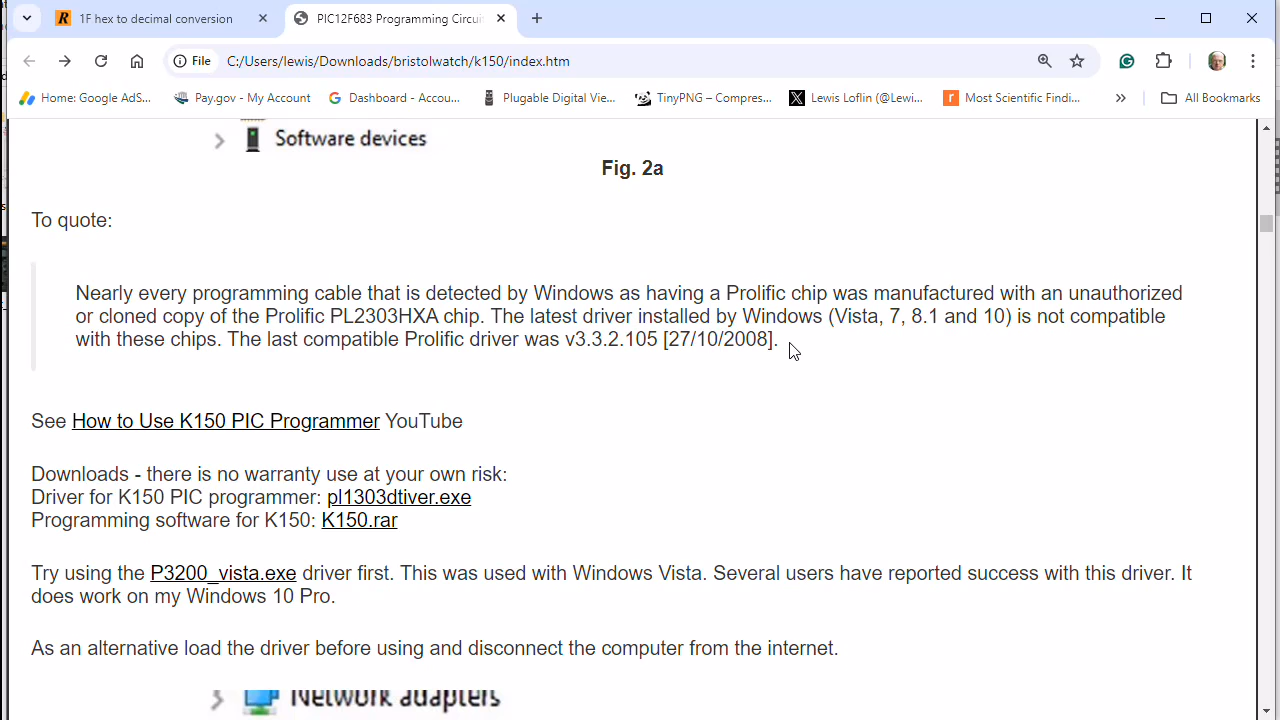 1F hex to decimal conversion
PIC12F683 Programming Circui
File
C:/Users/lewis/Downloads/bristolwatch/k150/index.htm
Home: Google AdS...
Pay.gov - My Account
Dashboard - Accou...
Plugable Digital Vie...
TinyPNG – Compres...
Lewis Loflin (@Lewi...
Most Scientific Findi...
All Bookmarks
Software devices
Fig. 2a
To quote:
Nearly every programming cable that is detected by Windows as having a Prolific chip was manufactured with an unauthorized
or cloned copy of the Prolific PL2303HXA chip. The latest driver installed by Windows (Vista, 7, 8.1 and 10) is not compatible
with these chips. The last compatible Prolific driver was v3.3.2.105 [27/10/2008].
See How to Use K150 PIC Programmer YouTube
Downloads - there is no warranty use at your own risk:
Driver for K150 PIC programmer: pl1303dtiver.exe
Programming software for K150: K150.rar
Try using the P3200_vista.exe driver first. This was used with Windows Vista. Several users have reported success with this driver. It
does work on my Windows 10 Pro.
As an alternative load the driver before using and disconnect the computer from the internet.
Network adapters